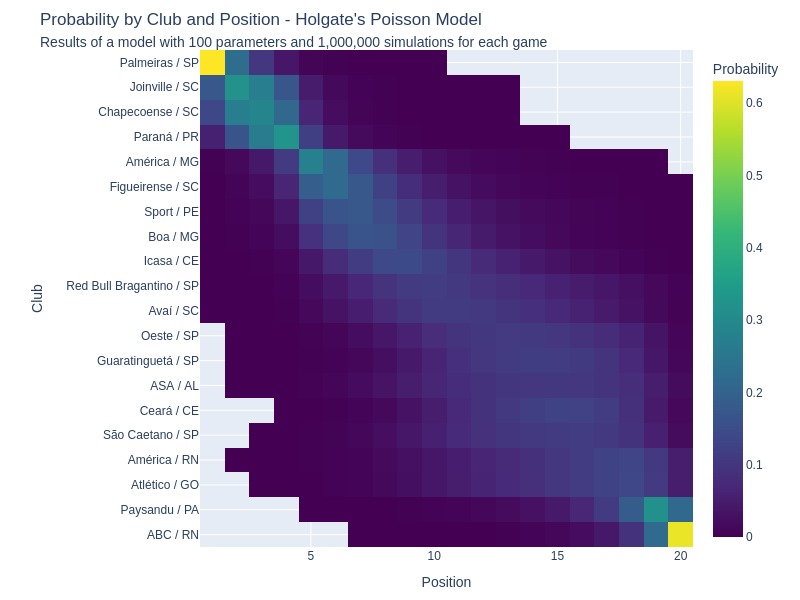 Probability by Club and Position - Holgate's Poisson Model
Results of a model with 100 parameters and 1,000,000 simulations for each game
Probability
Palmeiras / SP
Joinville / SC
Chapecoense / SC
Paraná / PR
América / MG
Figueirense / SC
Sport / PE
Boa / MG
Icasa / CE
Red Bull Bragantino / SP
Avaí / SC
Oeste / SP
Guaratinguetá / SP
ASA / AL
Ceará / CE
São Caetano / SP
América / RN
Atlético / GO
Paysandu / PA
ABC / RN
Club
5
10
15
20
Position
0.6
0.5
0.4
0.3
0.2
0.1
0